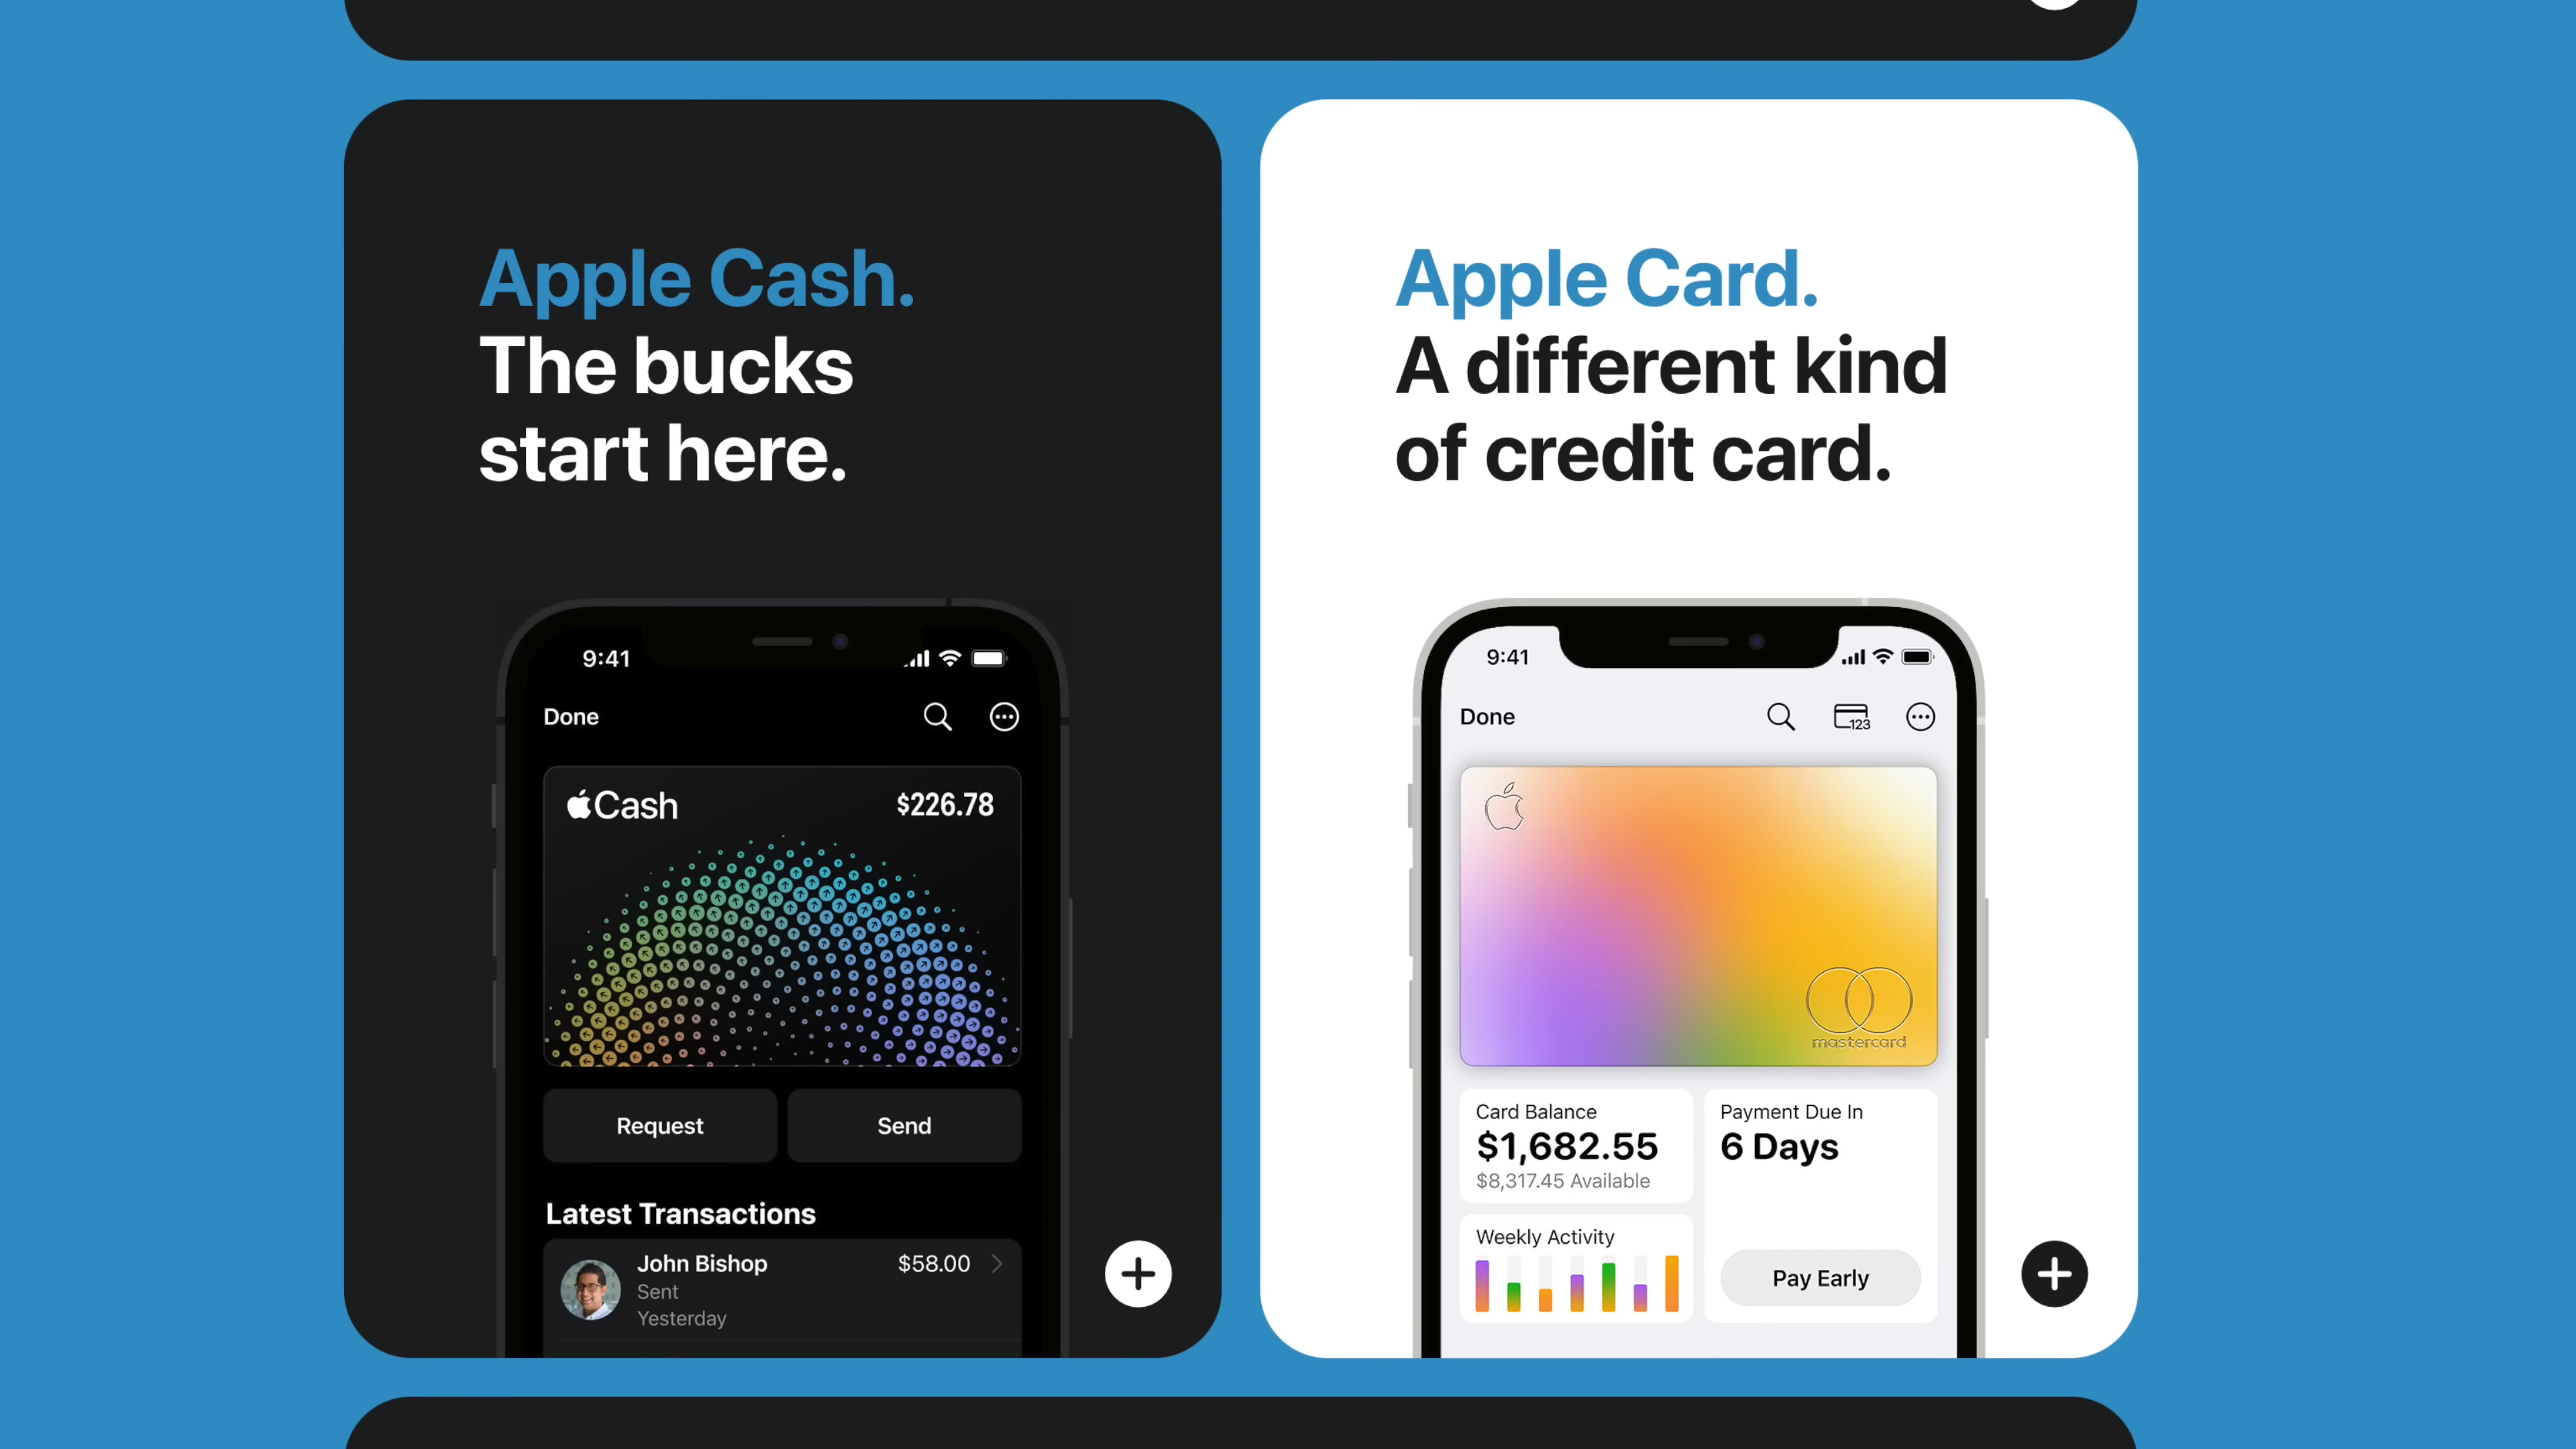 Apple Cash.
The bucks
start here.
9:41
Done
Cash
$226.78
Request
Send
Latest Transactions
John Bishop
$58.00
Sent
Yesterday
Apple Card.
A different kind
of credit card.
9:41
Done
123
mastercard
Card Balance
$1,682.55
$8,317.45 Available
Payment Due In
6 Days
Weekly Activity
Pay Early